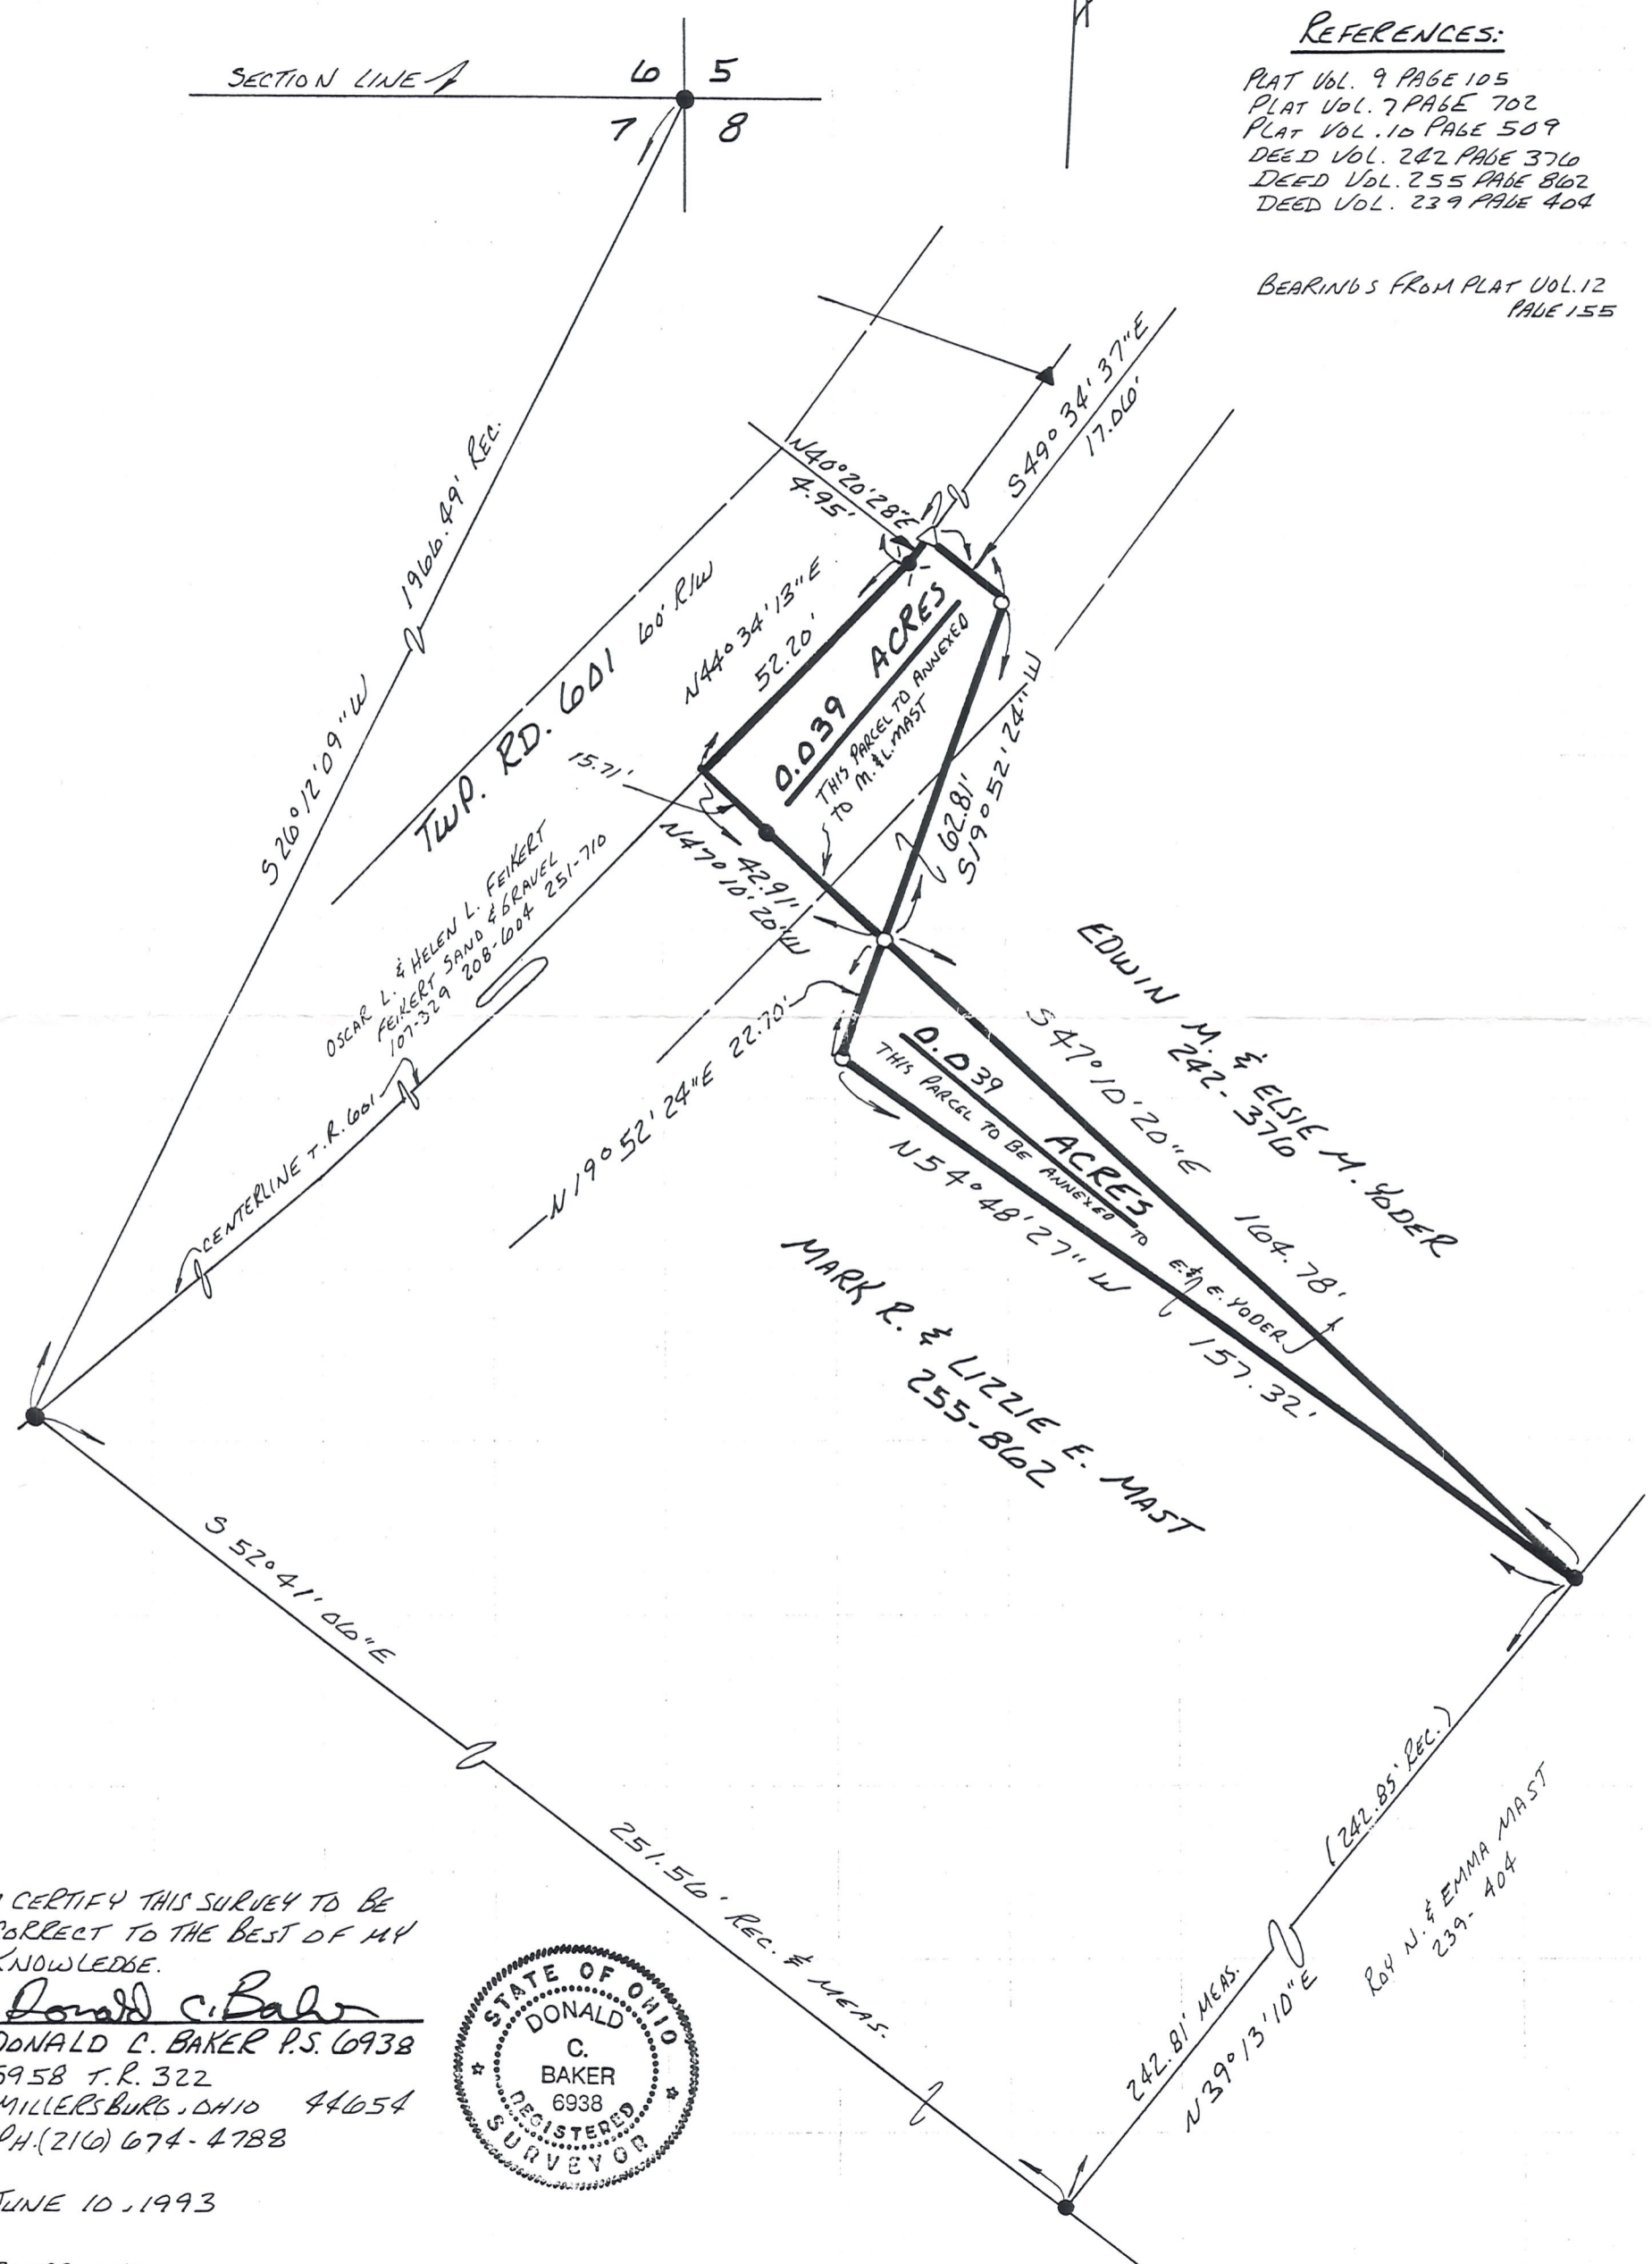 REFERENCES:
PLAT VOL. 9 PAGE 105
PLAT VOL. 7 PAGE 702
PLAT VOL. 10 PAGE 509
DEED VOL. 242 PAGE 376
DEED VOL. 255 PAGE 862
DEED VOL. 239 PAGE 404
BEARINGS FROM PLAT VOL. 12
PAGE 155
SECTION LINE
6 5
7 8
S 26° 12' 09" W 1966.49' REC.
N40° 20' 28" E
4.95'
S49° 34' 37" E
17.06'
TWP. RD. 601 60' R/W
N44° 34' 13" E
52.20'
0.039 ACRES
THIS PARCEL TO ANNEXED
TO M. & L. MAST
15.71'
42.91'
N47° 10' 20" W
62.81'
S19° 52' 24" W
OSCAR L. & HELEN L. FEIKERT
FEIKERT SAND & GRAVEL
107-329 208-604 251-710
CENTERLINE T.R. 601
N 19° 52' 24" E 22.70'
EDWIN M. & ELSIE M. YODER
242-376
S 47° 10' 20" E 164.78'
0.039 ACRES
THIS PARCEL TO BE ANNEXED TO E. & E. YODER
N 54° 48' 27" W 157.32'
MARK R. & LIZZIE E. MAST
255-862
S 52° 41' 06" E 251.56' REC. & MEAS.
(242.85' REC.)
242.81' MEAS.
N 39° 13' 10" E
ROY N. & EMMA MAST
239-404
CERTIFY THIS SURVEY TO BE
CORRECT TO THE BEST OF MY
KNOWLEDGE.
Donald C. Baker
DONALD C. BAKER P.S. 6938
5958 T.R. 322
MILLERSBURG, OHIO 44654
PH. (216) 674-4788
JUNE 10, 1993
STATE OF OHIO
DONALD
C.
BAKER
6938
REGISTERED
SURVEYOR